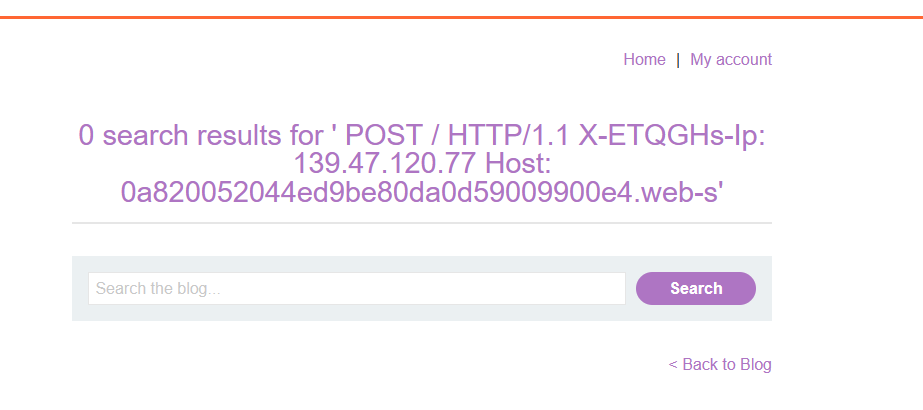 Home | My account
0 search results for ' POST / HTTP/1.1 X-ETQGHs-Ip:
139.47.120.77 Host:
0a820052044ed9be80da0d59009900e4.web-s'
Search the blog... Search
< Back to Blog